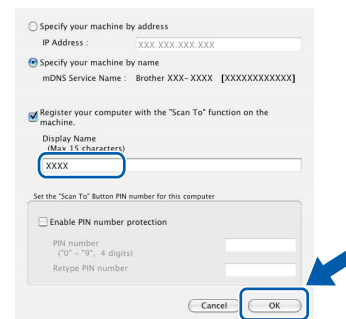 Specify your machine by address
IP Address : XXX.XXX.XXX.XXX
Specify your machine by name
mDNS Service Name : Brother XXX-XXXX [XXXXXXXXXXXX]
Register your computer with the "Scan To" function on the
machine.
Display Name
(Max 15 characters)
XXXX
Set the "Scan To" Button PIN number for this computer
Enable PIN number protection
PIN number
("0" - "9", 4 digits)
Retype PIN number
Cancel OK